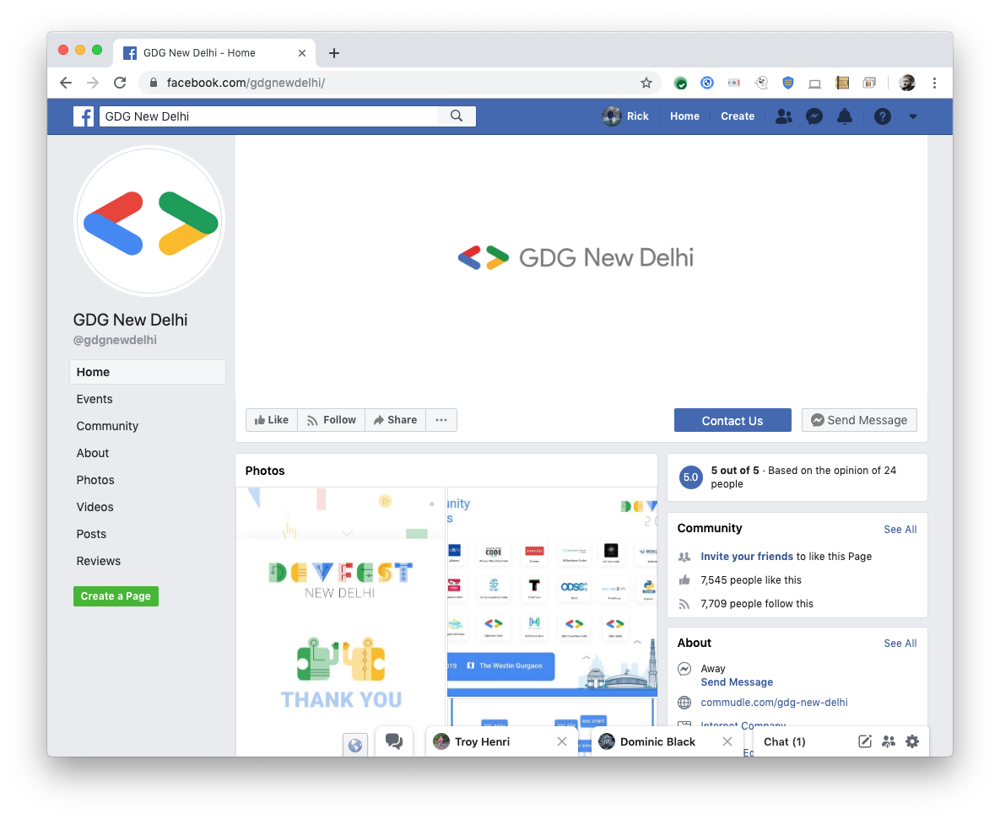 GDG New Delhi - Home
facebook.com/gdgnewdelhi/
GDG New Delhi
Rick
Home
Create
GDG New Delhi
GDG New Delhi
@gdgnewdelhi
Home
Events
Community
About
Photos
Videos
Posts
Reviews
Create a Page
Like
Follow
Share
Contact Us
Send Message
Photos
DEVFEST
NEW DELHI
THANK YOU
The Westin Gurgaon
5.0
5 out of 5 · Based on the opinion of 24
people
Community
See All
Invite your friends to like this Page
7,545 people like this
7,709 people follow this
About
See All
Away
Send Message
commudle.com/gdg-new-delhi
Internet Company
Troy Henri
Dominic Black
Chat (1)